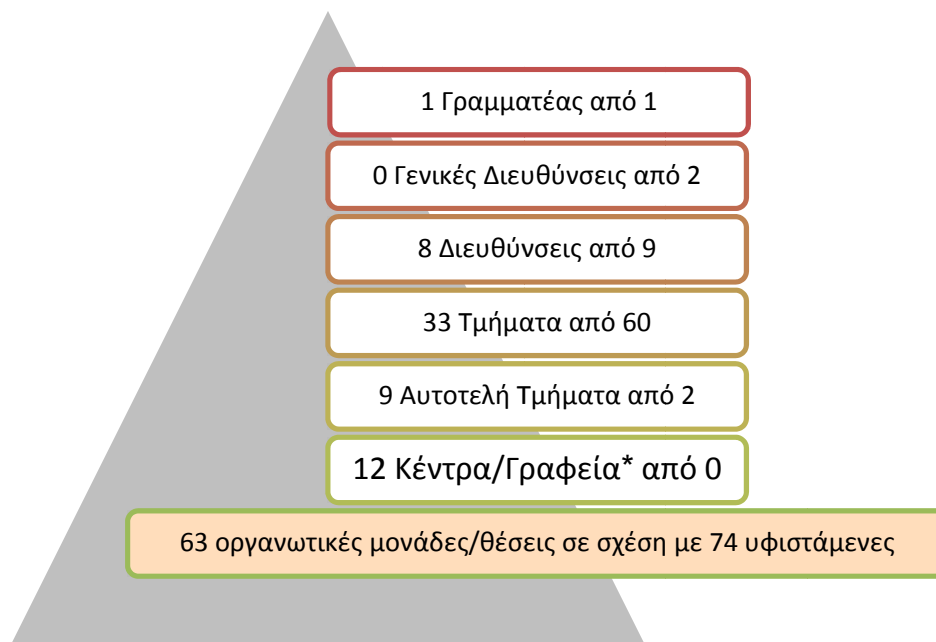 1 Γραμματέας από 1
0 Γενικές Διευθύνσεις από 2
8 Διευθύνσεις από 9
33 Τμήματα από 60
9 Αυτοτελή Τμήματα από 2
12 Κέντρα/Γραφεία* από 0
63 οργανωτικές μονάδες/θέσεις σε σχέση με 74 υφιστάμενες